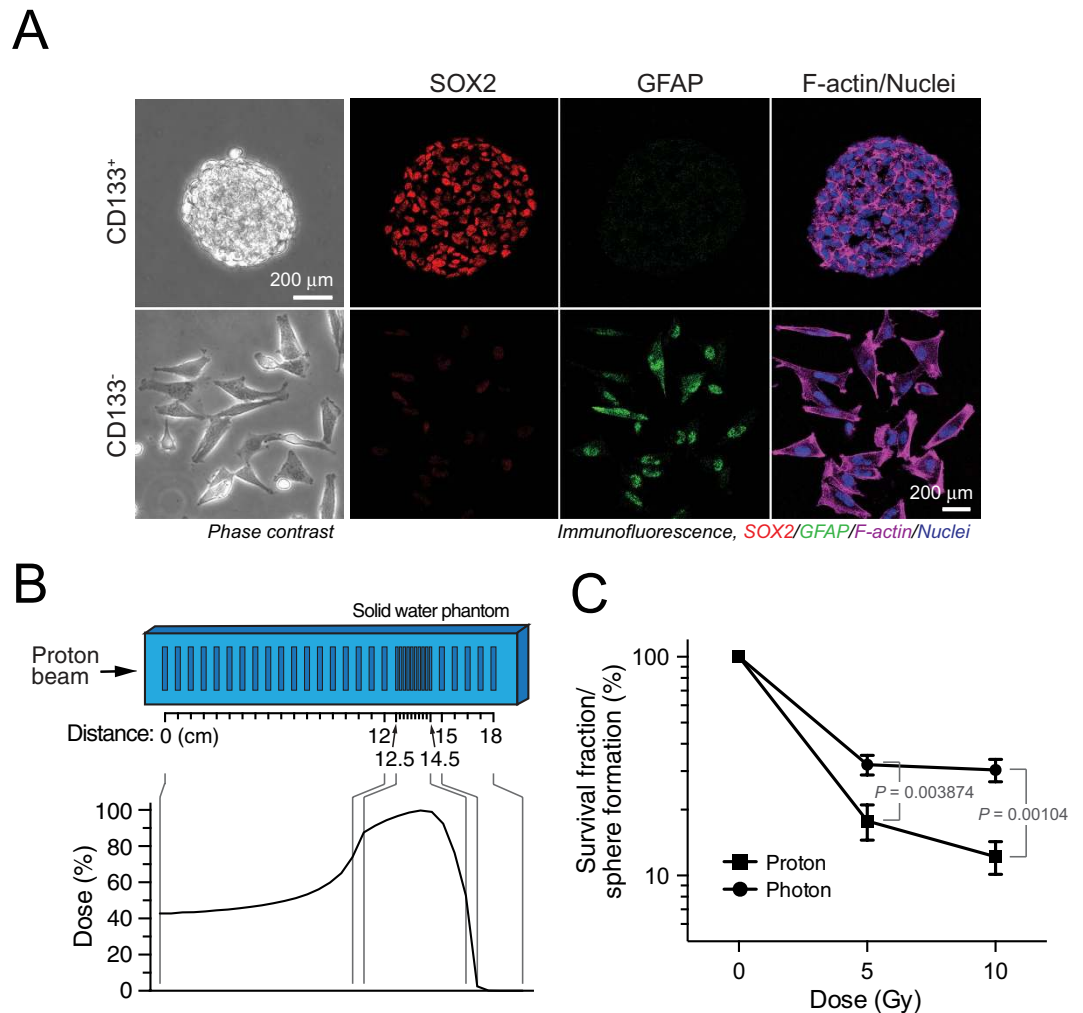 A
SOX2 GFAP F-actin/Nuclei
CD133+
200 μm
CD133-
200 μm
Phase contrast
Immunofluorescence, SOX2/GFAP/F-actin/Nuclei
B
Solid water phantom
Proton
beam
Distance: 0 (cm) 12 15 18
12.5 14.5
Dose (%)
100
80
60
40
20
0
C
Survival fraction/
sphere formation (%)
100
10
P = 0.003874
P = 0.00104
Proton
Photon
0 5 10
Dose (Gy)